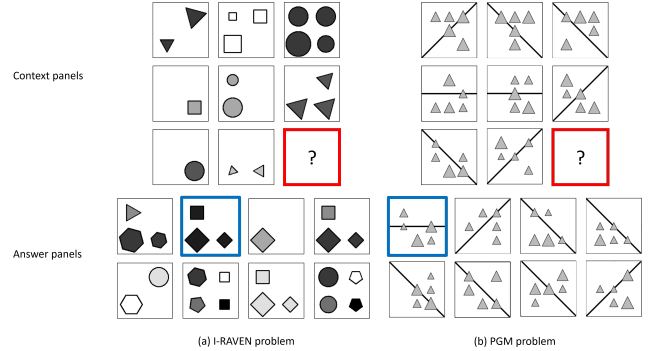 Context panels
?
?
Answer panels
(a) I-RAVEN problem
(b) PGM problem